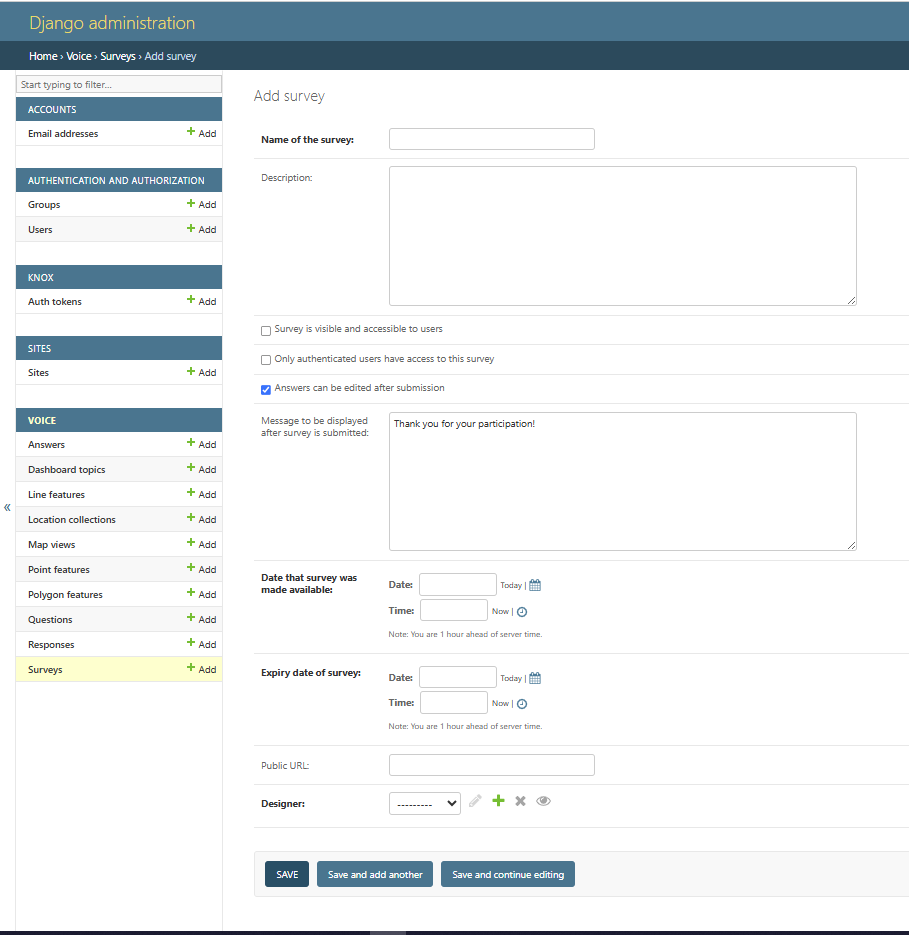 Django administration
Home › Voice › Surveys › Add survey
Start typing to filter...
ACCOUNTS
Email addresses + Add
AUTHENTICATION AND AUTHORIZATION
Groups + Add
Users + Add
KNOX
Auth tokens + Add
SITES
Sites + Add
VOICE
Answers + Add
Dashboard topics + Add
Line features + Add
Location collections + Add
Map views + Add
Point features + Add
Polygon features + Add
Questions + Add
Responses + Add
Surveys + Add
«
Add survey
Name of the survey:
Description:
Survey is visible and accessible to users
Only authenticated users have access to this survey
Answers can be edited after submission
Message to be displayed
after survey is submitted:
Thank you for your participation!
Date that survey was
made available:
Date: Today |
Time: Now |
Note: You are 1 hour ahead of server time.
Expiry date of survey:
Date: Today |
Time: Now |
Note: You are 1 hour ahead of server time.
Public URL:
Designer: ---------
SAVE Save and add another Save and continue editing